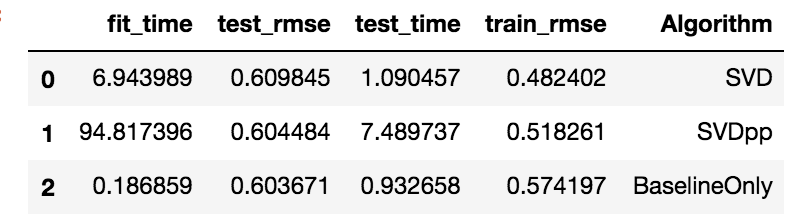 fit_time test_rmse test_time train_rmse Algorithm
0 6.943989 0.609845 1.090457 0.482402 SVD
1 94.817396 0.604484 7.489737 0.518261 SVDpp
2 0.186859 0.603671 0.932658 0.574197 BaselineOnly